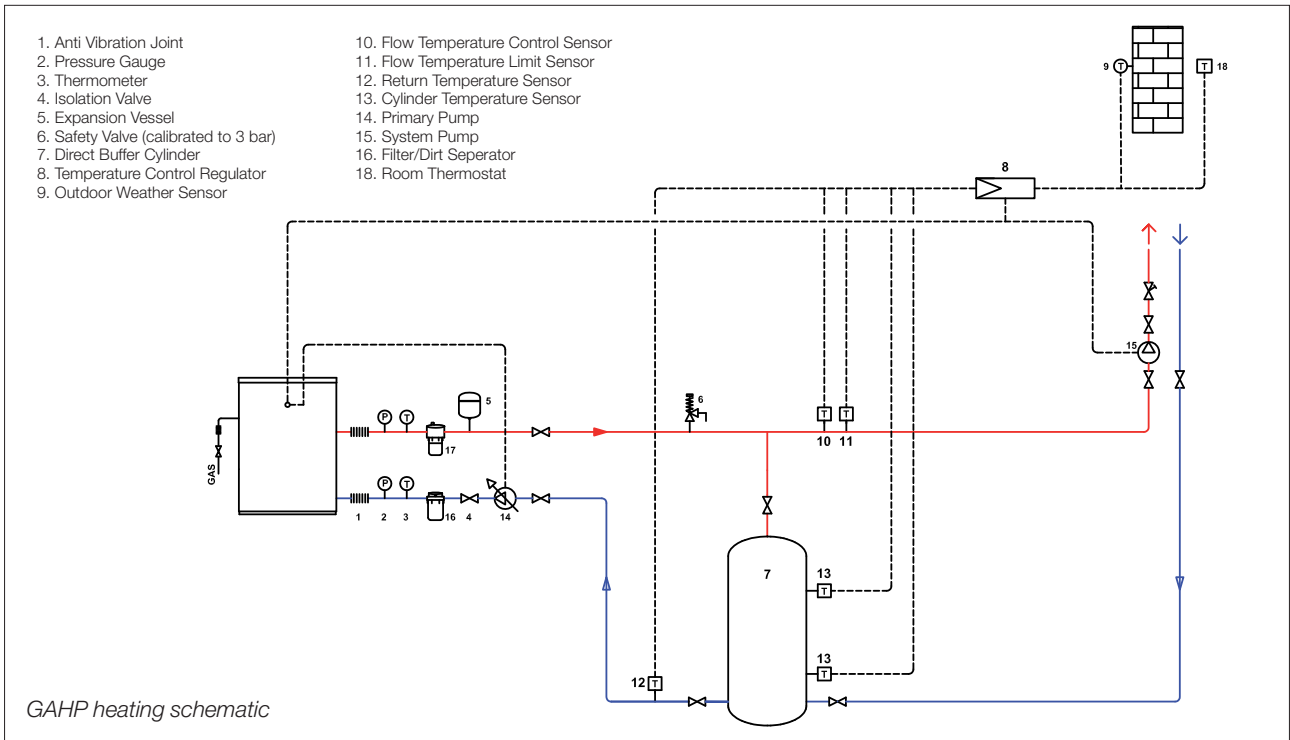 1. Anti Vibration Joint
2. Pressure Gauge
3. Thermometer
4. Isolation Valve
5. Expansion Vessel
6. Safety Valve (calibrated to 3 bar)
7. Direct Buffer Cylinder
8. Temperature Control Regulator
9. Outdoor Weather Sensor
10. Flow Temperature Control Sensor
11. Flow Temperature Limit Sensor
12. Return Temperature Sensor
13. Cylinder Temperature Sensor
14. Primary Pump
15. System Pump
16. Filter/Dirt Seperator
18. Room Thermostat
9 T
T 18
8
15
6
5
P T
17
T T
10 11
GAS
P T
1 2 3 16 4 14
7
13
T
13
T
12 T
GAHP heating schematic